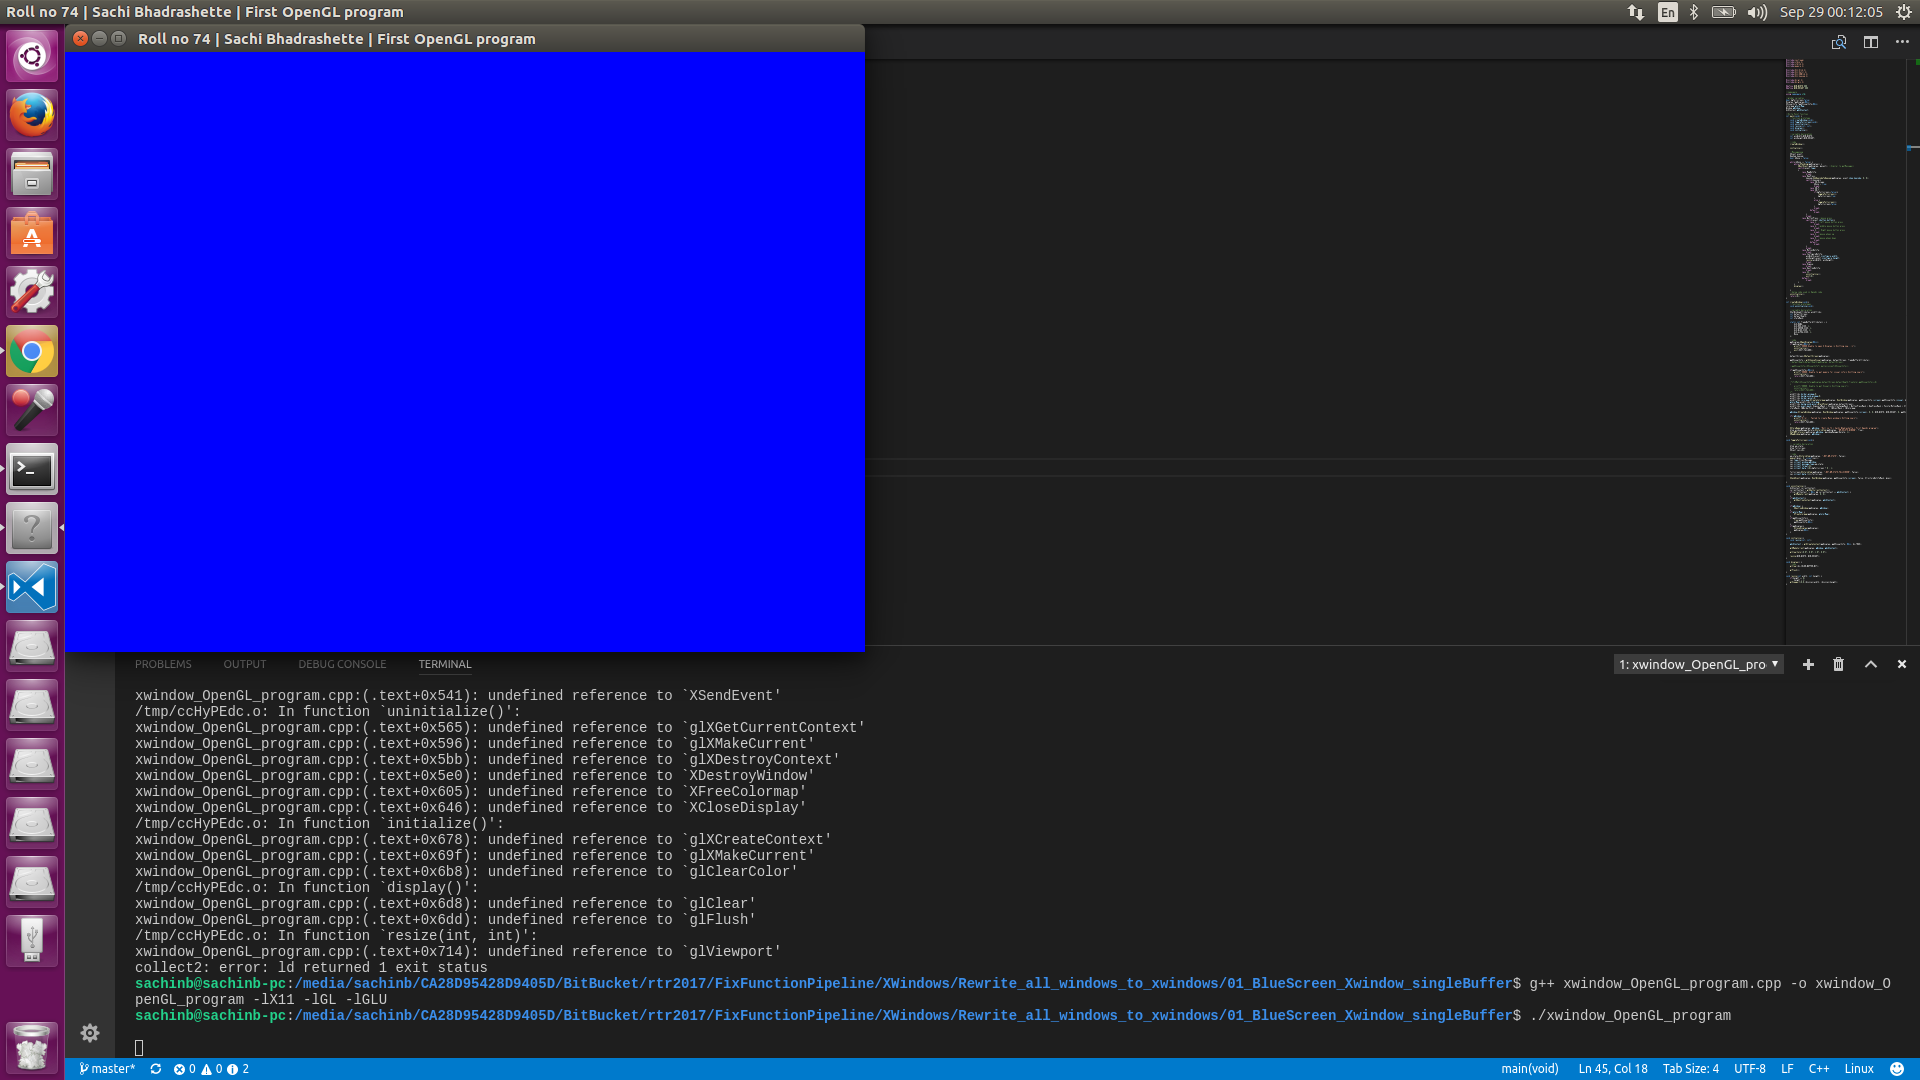 Roll no 74 | Sachi Bhadrashette | First OpenGL program
En
Sep 29 00:12:05
Roll no 74 | Sachi Bhadrashette | First OpenGL program
PROBLEMS OUTPUT DEBUG CONSOLE TERMINAL
1: xwindow_OpenGL_pro
xwindow_OpenGL_program.cpp:(.text+0x541): undefined reference to `XSendEvent'
/tmp/ccHyPEdc.o: In function `uninitialize()':
xwindow_OpenGL_program.cpp:(.text+0x565): undefined reference to `glXGetCurrentContext'
xwindow_OpenGL_program.cpp:(.text+0x596): undefined reference to `glXMakeCurrent'
xwindow_OpenGL_program.cpp:(.text+0x5bb): undefined reference to `glXDestroyContext'
xwindow_OpenGL_program.cpp:(.text+0x5e0): undefined reference to `XDestroyWindow'
xwindow_OpenGL_program.cpp:(.text+0x605): undefined reference to `XFreeColormap'
xwindow_OpenGL_program.cpp:(.text+0x646): undefined reference to `XCloseDisplay'
/tmp/ccHyPEdc.o: In function `initialize()':
xwindow_OpenGL_program.cpp:(.text+0x678): undefined reference to `glXCreateContext'
xwindow_OpenGL_program.cpp:(.text+0x69f): undefined reference to `glXMakeCurrent'
xwindow_OpenGL_program.cpp:(.text+0x6b8): undefined reference to `glClearColor'
/tmp/ccHyPEdc.o: In function `display()':
xwindow_OpenGL_program.cpp:(.text+0x6d8): undefined reference to `glClear'
xwindow_OpenGL_program.cpp:(.text+0x6dd): undefined reference to `glFlush'
/tmp/ccHyPEdc.o: In function `resize(int, int)':
xwindow_OpenGL_program.cpp:(.text+0x714): undefined reference to `glViewport'
collect2: error: ld returned 1 exit status
sachinb@sachinb-pc:/media/sachinb/CA28D95428D9405D/BitBucket/rtr2017/FixFunctionPipeline/XWindows/Rewrite_all_windows_to_xwindows/01_BlueScreen_Xwindow_singleBuffer$ g++ xwindow_OpenGL_program.cpp -o xwindow_O
penGL_program -lX11 -lGL -lGLU
sachinb@sachinb-pc:/media/sachinb/CA28D95428D9405D/BitBucket/rtr2017/FixFunctionPipeline/XWindows/Rewrite_all_windows_to_xwindows/01_BlueScreen_Xwindow_singleBuffer$ ./xwindow_OpenGL_program
master* 0 0 2 main(void) Ln 45, Col 18 Tab Size: 4 UTF-8 LF C++ Linux